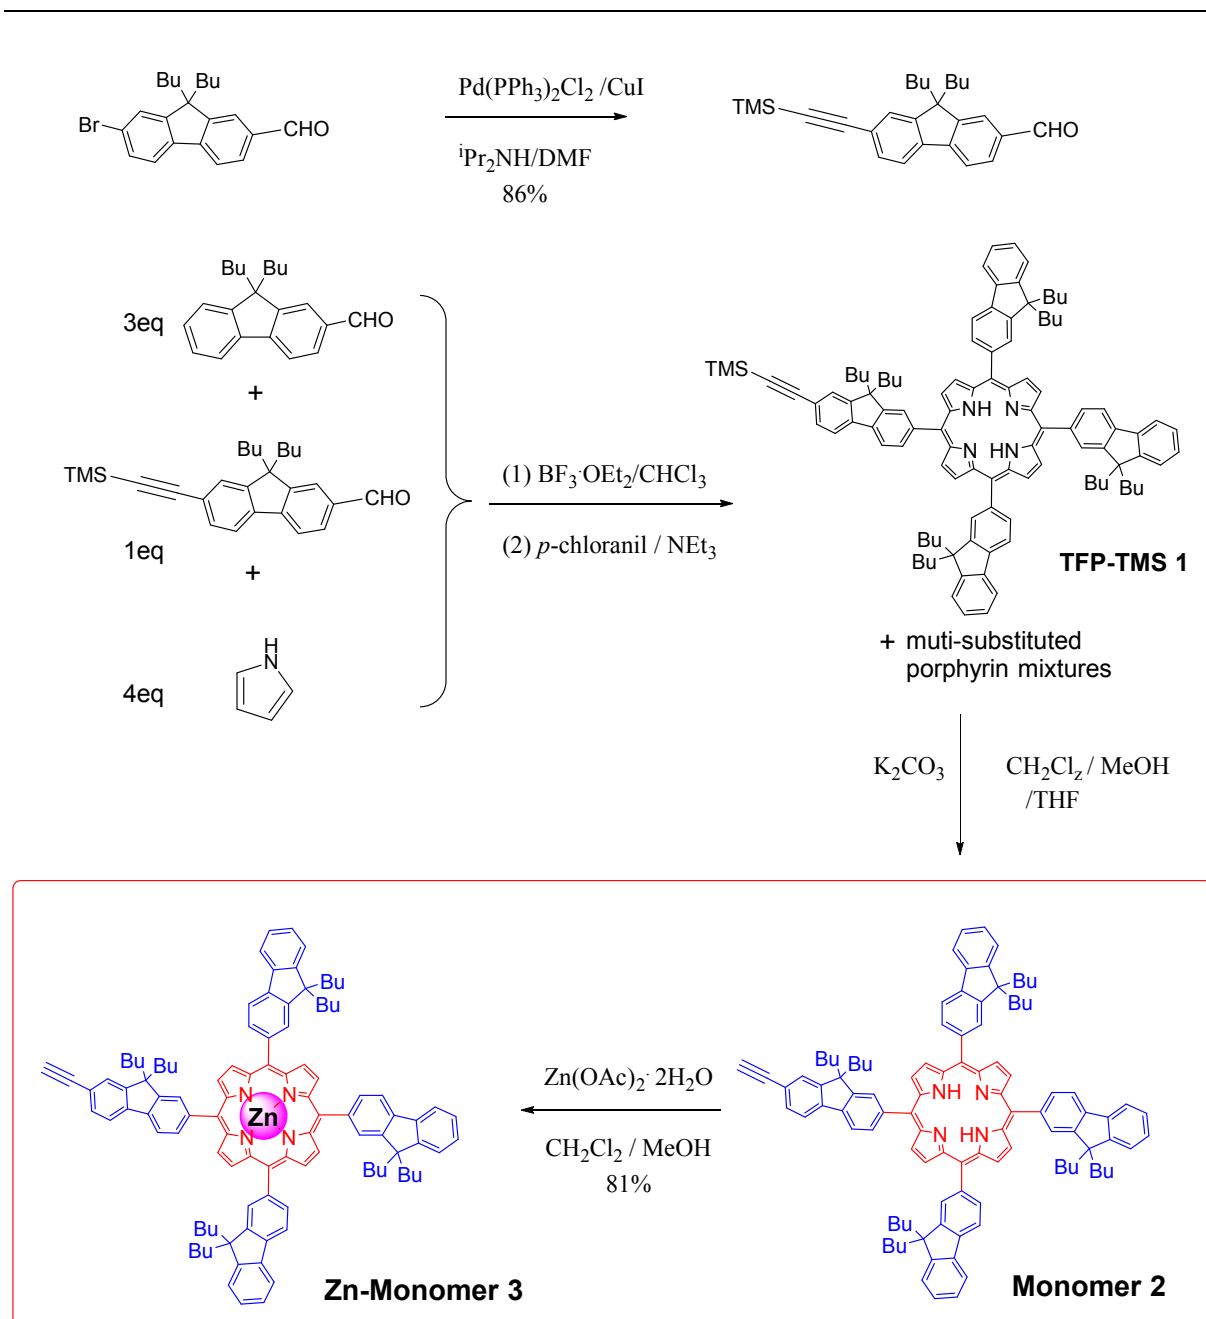 Bu Bu
Br
CHO
Pd(PPh3)2Cl2 /CuI
iPr2NH/DMF
86%
Bu Bu
TMS
CHO
3eq
Bu Bu
CHO
+
Bu Bu
TMS
CHO
1eq
+
H
N
4eq
(1) BF3·OEt2/CHCl3
(2) p-chloranil / NEt3
Bu
Bu
TMS
Bu Bu
NH N
N HN
Bu Bu
Bu
Bu
TFP-TMS 1
+ muti-substituted
porphyrin mixtures
K2CO3
CH2Clz / MeOH
/THF
Bu
Bu
Bu Bu
NH N
N HN
Bu Bu
Bu
Bu
Monomer 2
Zn(OAc)2· 2H2O
CH2Cl2 / MeOH
81%
Bu
Bu
Bu Bu
N N
Zn
N N
Bu Bu
Bu
Bu
Zn-Monomer 3